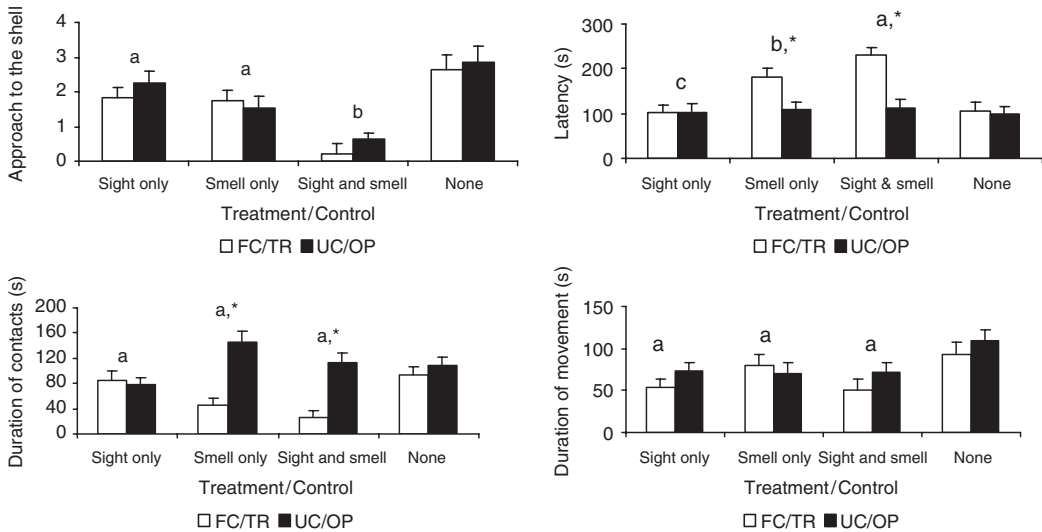 Approach to the shell
4
3
2
1
0
a
a
b
Sight only Smell only Sight and smell None
Treatment/Control
FC/TR UC/OP
Latency (s)
300
200
100
0
c
b,*
a,*
Sight only Smell only Sight & smell None
Treatment/Control
FC/TR UC/OP
Duration of contacts (s)
200
160
120
80
40
0
a
a,*
a,*
Sight only Smell only Sight and smell None
Treatment/Control
FC/TR UC/OP
Duration of movement (s)
150
100
50
0
a
a
a
Sight only Smell only Sight and smell None
Treatment/Control
FC/TR UC/OP